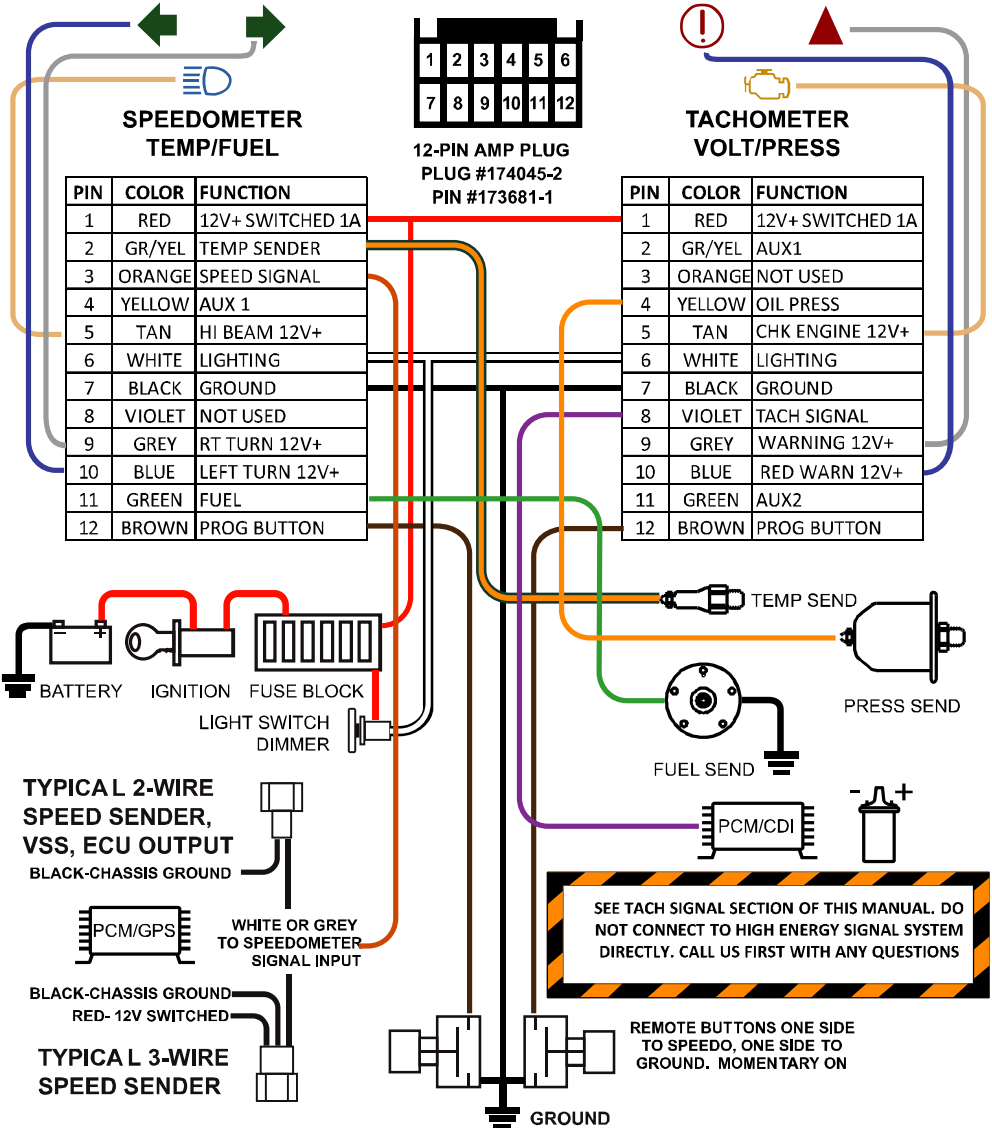 SPEEDOMETER
TEMP/FUEL
1 2 3 4 5 6
7 8 9 10 11 12
12-PIN AMP PLUG
PLUG #174045-2
PIN #173681-1
TACHOMETER
VOLT/PRESS
PIN COLOR FUNCTION
1 RED 12V+ SWITCHED 1A
2 GR/YEL TEMP SENDER
3 ORANGE SPEED SIGNAL
4 YELLOW AUX 1
5 TAN HI BEAM 12V+
6 WHITE LIGHTING
7 BLACK GROUND
8 VIOLET NOT USED
9 GREY RT TURN 12V+
10 BLUE LEFT TURN 12V+
11 GREEN FUEL
12 BROWN PROG BUTTON
PIN COLOR FUNCTION
1 RED 12V+ SWITCHED 1A
2 GR/YEL AUX1
3 ORANGE NOT USED
4 YELLOW OIL PRESS
5 TAN CHK ENGINE 12V+
6 WHITE LIGHTING
7 BLACK GROUND
8 VIOLET TACH SIGNAL
9 GREY WARNING 12V+
10 BLUE RED WARN 12V+
11 GREEN AUX2
12 BROWN PROG BUTTON
- +
BATTERY
IGNITION
FUSE BLOCK
LIGHT SWITCH
DIMMER
TEMP SEND
PRESS SEND
FUEL SEND
TYPICAL 2-WIRE
SPEED SENDER,
VSS, ECU OUTPUT
BLACK-CHASSIS GROUND
PCM/GPS
WHITE OR GREY
TO SPEEDOMETER
SIGNAL INPUT
BLACK-CHASSIS GROUND
RED- 12V SWITCHED
TYPICAL 3-WIRE
SPEED SENDER
PCM/CDI
- +
SEE TACH SIGNAL SECTION OF THIS MANUAL. DO
NOT CONNECT TO HIGH ENERGY SIGNAL SYSTEM
DIRECTLY. CALL US FIRST WITH ANY QUESTIONS
REMOTE BUTTONS ONE SIDE
TO SPEEDO, ONE SIDE TO
GROUND. MOMENTARY ON
GROUND